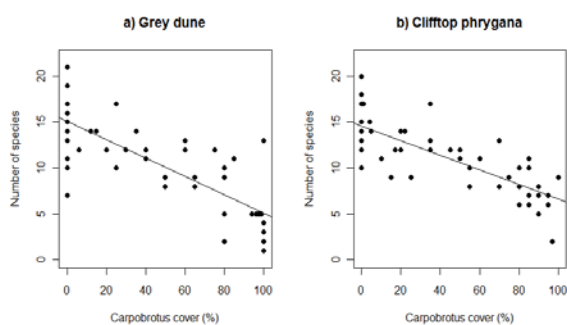 a) Grey dune
Number of species
20
15
10
5
0
0 20 40 60 80 100
Carpobrotus cover (%)
b) Clifftop phrygana
Number of species
20
15
10
5
0
0 20 40 60 80 100
Carpobrotus cover (%)